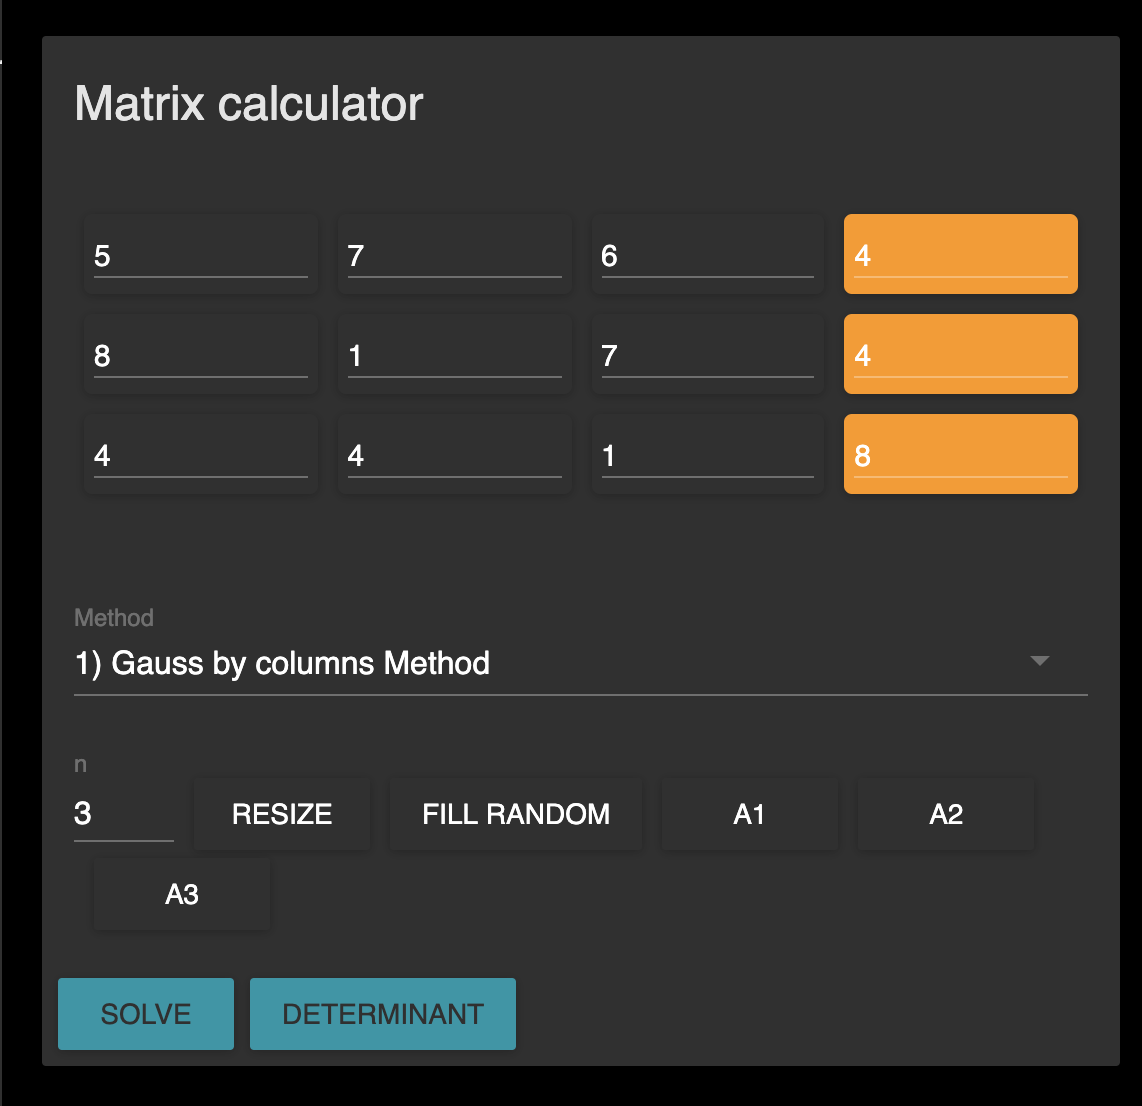 Matrix calculator
5 7 6 4
8 1 7 4
4 4 1 8
Method
1) Gauss by columns Method
n
3 RESIZE FILL RANDOM A1 A2
A3
SOLVE DETERMINANT